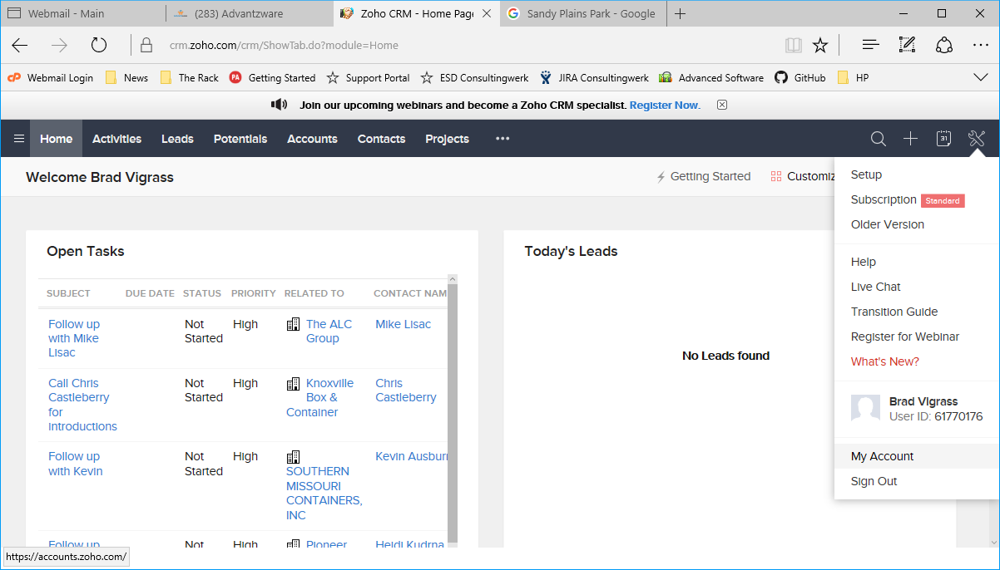 Webmail - Main
(283) Advantzware
Zoho CRM - Home Page
Sandy Plains Park - Google
crm.zoho.com/crm/ShowTab.do?module=Home
Webmail Login
News
The Rack
PA
Getting Started
Support Portal
ESD Consultingwerk
JIRA Consultingwerk
Advanced Software
GitHub
HP
Join our upcoming webinars and become a Zoho CRM specialist. Register Now.
Home
Activities
Leads
Potentials
Accounts
Contacts
Projects
31
Welcome Brad Vigrass
Getting Started
Customiz
Setup
Subscription Standard
Older Version
Help
Live Chat
Transition Guide
Register for Webinar
What's New?
Brad Vigrass
User ID: 61770176
My Account
Sign Out
Open Tasks
SUBJECT DUE DATE STATUS PRIORITY RELATED TO CONTACT NAM
Follow up Not High The ALC Mike Lisac
with Mike Started Group
Lisac
Call Chris Not High Knoxville Chris
Castleberry Started Box & Castleberry
for Container
introductions
Follow up Not High Kevin Ausburn
with Kevin Started SOUTHERN
MISSOURI
CONTAINERS,
INC
Follow up Not High Pioneer Heidi Kudrna
Today's Leads
No Leads found
https://accounts.zoho.com/